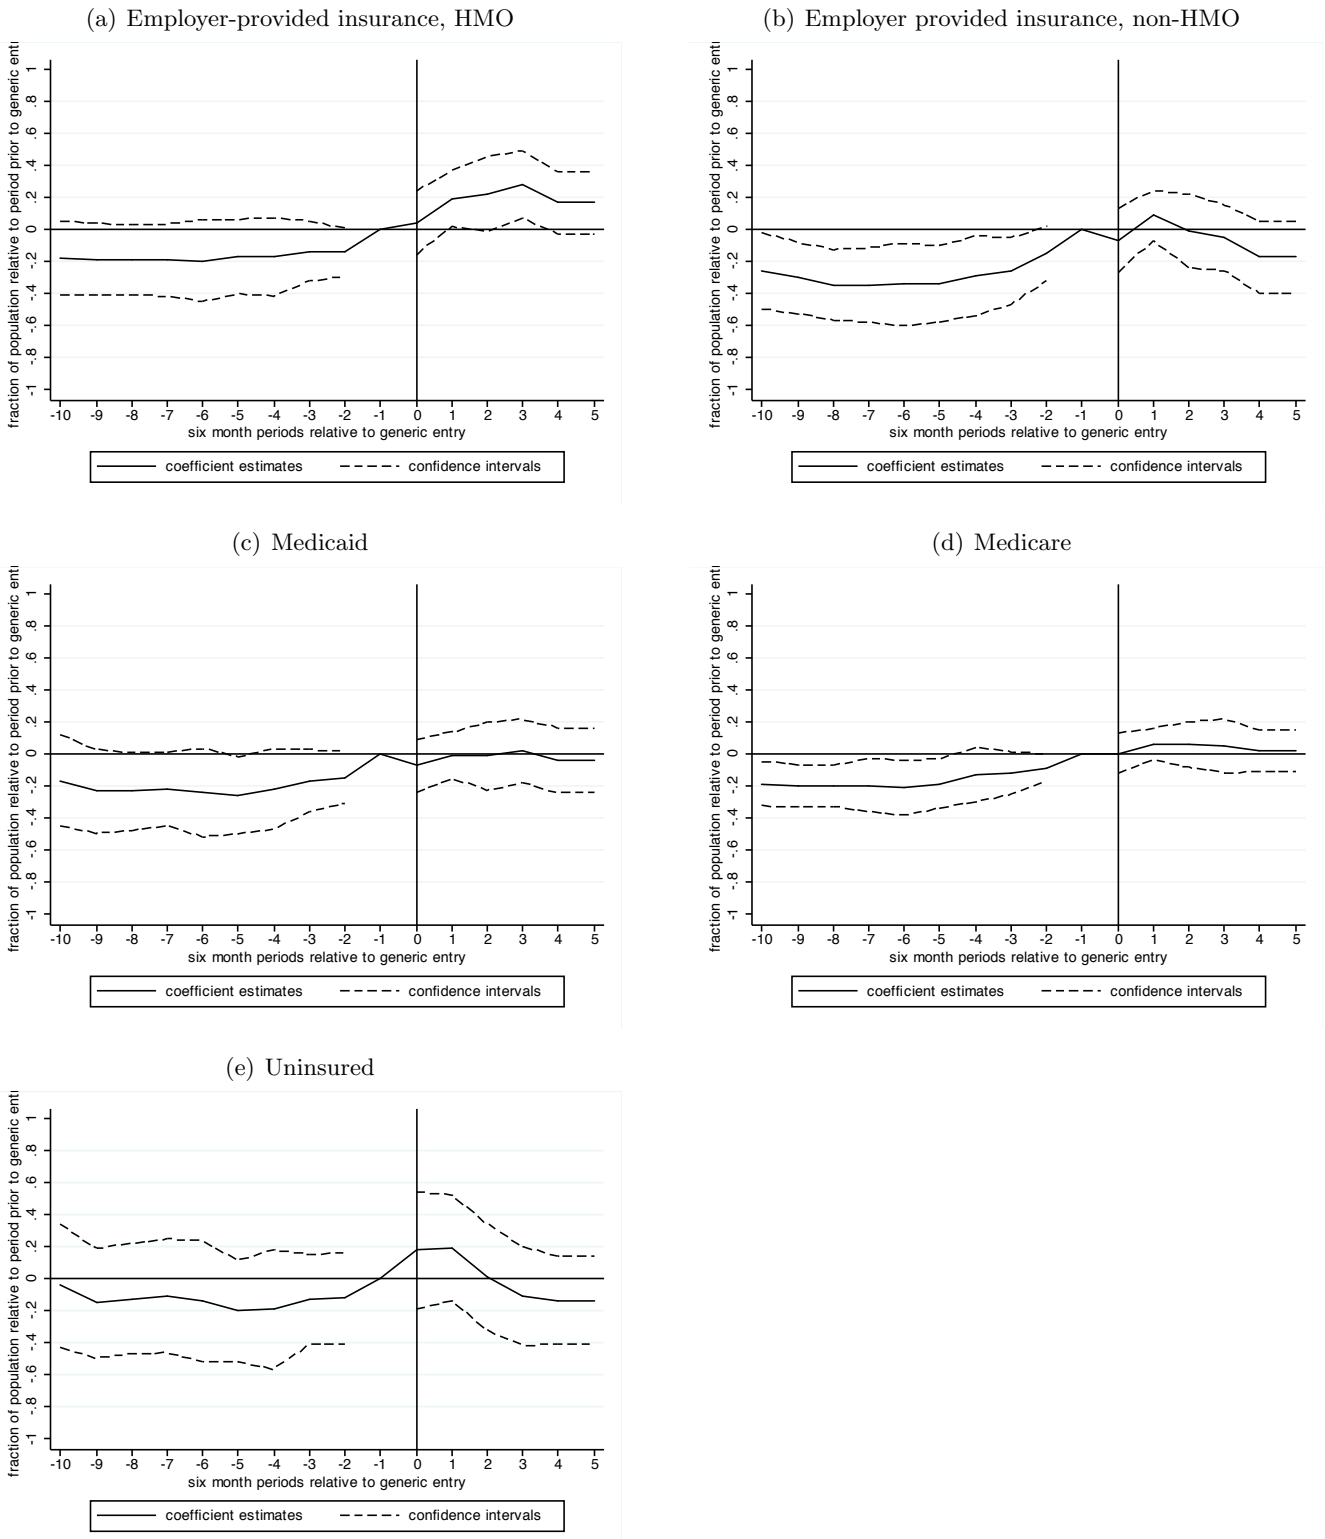 (a) Employer-provided insurance, HMO
fraction of population relative to period prior to generic enti
1
.8
.6
.4
.2
0
-.2
-.4
-.6
-.8
-1
-10 -9 -8 -7 -6 -5 -4 -3 -2 -1 0 1 2 3 4 5
six month periods relative to generic entry
coefficient estimates confidence intervals
(b) Employer provided insurance, non-HMO
fraction of population relative to period prior to generic enti
1
.8
.6
.4
.2
0
-.2
-.4
-.6
-.8
-1
-10 -9 -8 -7 -6 -5 -4 -3 -2 -1 0 1 2 3 4 5
six month periods relative to generic entry
coefficient estimates confidence intervals
(c) Medicaid
fraction of population relative to period prior to generic enti
1
.8
.6
.4
.2
0
-.2
-.4
-.6
-.8
-1
-10 -9 -8 -7 -6 -5 -4 -3 -2 -1 0 1 2 3 4 5
six month periods relative to generic entry
coefficient estimates confidence intervals
(d) Medicare
fraction of population relative to period prior to generic enti
1
.8
.6
.4
.2
0
-.2
-.4
-.6
-.8
-1
-10 -9 -8 -7 -6 -5 -4 -3 -2 -1 0 1 2 3 4 5
six month periods relative to generic entry
coefficient estimates confidence intervals
(e) Uninsured
fraction of population relative to period prior to generic enti
1
.8
.6
.4
.2
0
-.2
-.4
-.6
-.8
-1
-10 -9 -8 -7 -6 -5 -4 -3 -2 -1 0 1 2 3 4 5
six month periods relative to generic entry
coefficient estimates confidence intervals